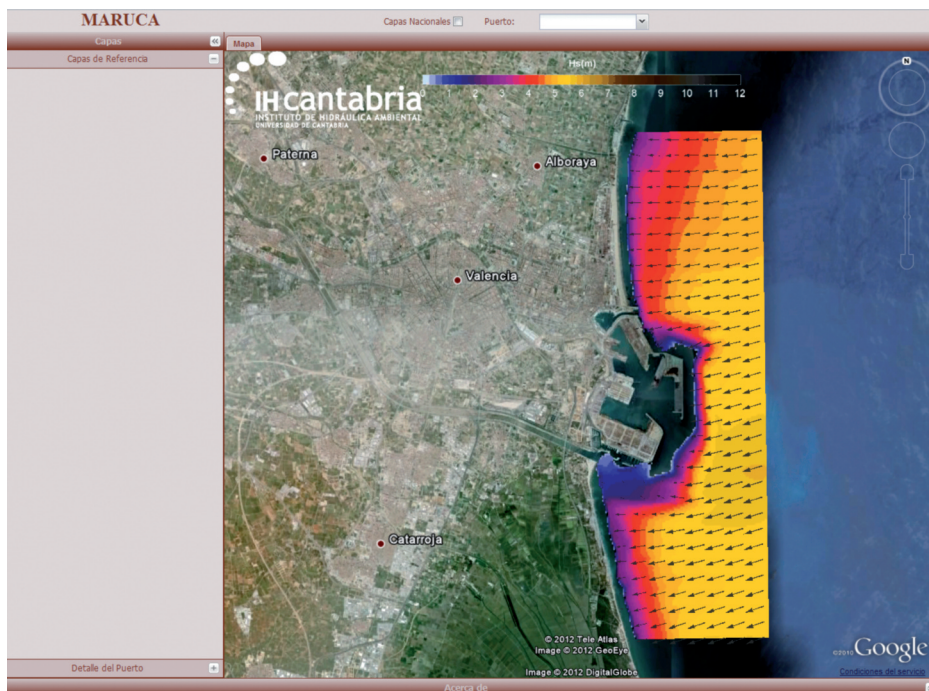 MARUCA
Capas Nacionales
Puerto:
Capas
Mapa
Capas de Referencia
Hs(m)
0 1 2 3 4 5 6 7 8 9 10 11 12
IHcantabria
INSTITUTO DE HIDRÁULICA AMBIENTAL
UNIVERSIDAD DE CANTABRIA
N
Paterna
Alboraya
Valencia
Catarroja
© 2012 Tele Atlas
Image © 2012 GeoEye
Image © 2012 DigitalGlobe
©2010 Google
Condiciones del servicio
Detalle del Puerto
Acerca de